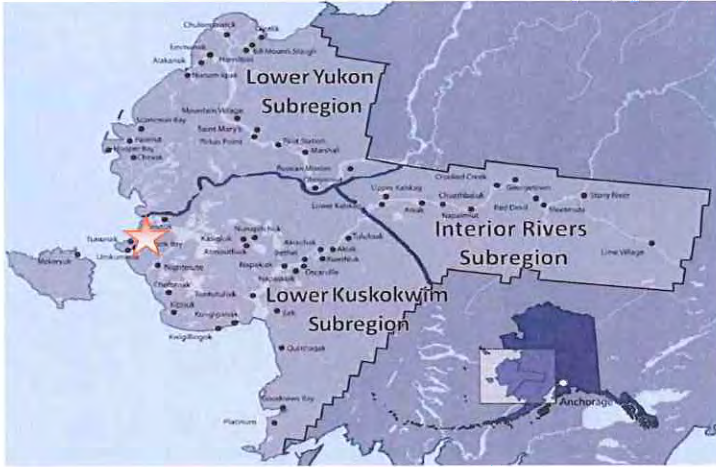 Chuloonawick
Kotlik
Bill Moore's Slough
Emmonak
Hamilton
Alakanuk
Nunam Iqua
Lower Yukon
Subregion
Mountain Village
Scammon Bay
Saint Mary's
Pitkas Point
Pilot Station
Paimiut
Hooper Bay
Marshall
Chevak
Russian Mission
Crooked Creek
Upper Kalskag
Chuathbaluk
Georgetown
Stony River
Lower Kalskag
Aniak
Napaimut
Red Devil
Sleetmute
Interior Rivers
Subregion
Lime Village
Tununak
Bay
Umkumiut
Mekoryuk
Nunapitchuk
Kasigluk
Atmautluak
Akiachak
Tuluksak
Akiak
Bethel
Kwethluk
Nightmute
Napakiak
Oscarville
Napaskiak
Chefornak
Tuntutuliak
Lower Kuskokwim
Subregion
Kipnuk
Kongiganak
Eek
Kwigillingok
Quinhagak
Goodnews Bay
Platinum
Anchorage